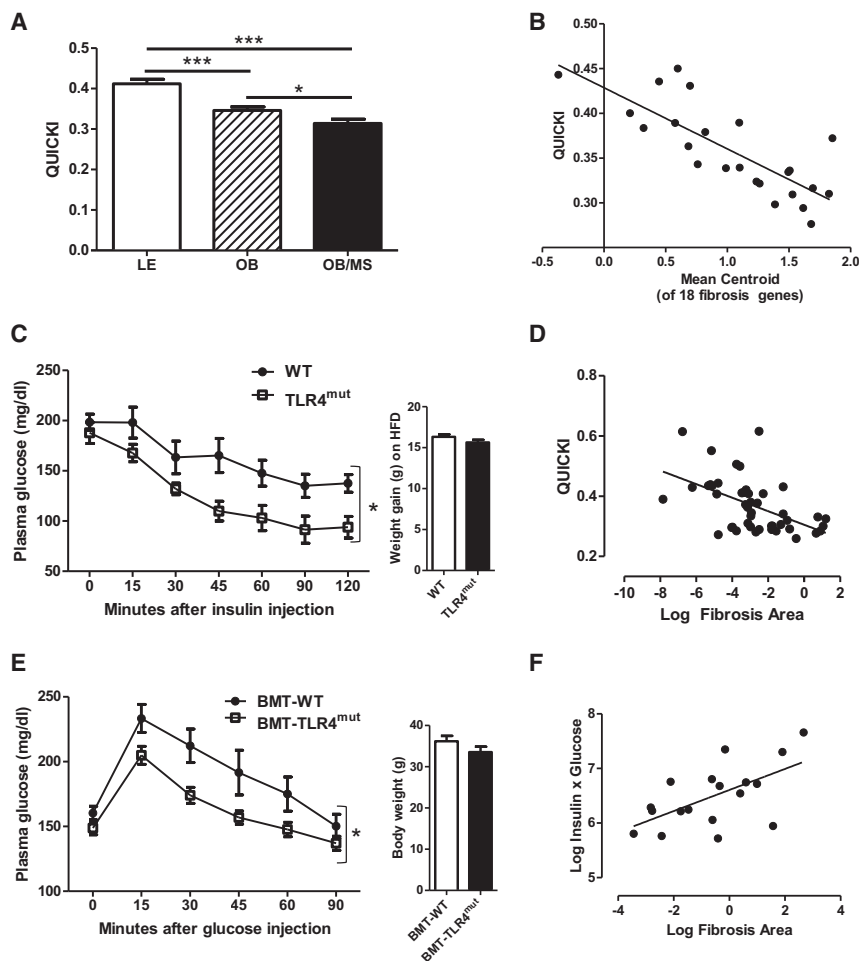 A
***
***
*
QUICKI
0.5
0.4
0.3
0.2
0.1
0.0
LE OB OB/MS
B
QUICKI
0.50
0.45
0.40
0.35
0.30
-0.5 0.0 0.5 1.0 1.5 2.0
Mean Centroid
(of 18 fibrosis genes)
C
Plasma glucose (mg/dl)
250
200
150
100
50
WT
TLR4mut
*
0 15 30 45 60 90 120
Minutes after insulin injection
Weight gain (g) on HFD
20
15
10
5
0
WT
TLR4mut
D
QUICKI
0.8
0.6
0.4
0.2
-10 -8 -6 -4 -2 0 2
Log Fibrosis Area
E
Plasma glucose (mg/dl)
250
200
150
100
BMT-WT
BMT-TLR4mut
*
0 15 30 45 60 90
Minutes after glucose injection
Body weight (g)
40
30
20
10
0
BMT-WT
BMT-TLR4mut
F
Log Insulin x Glucose
8
7
6
5
-4 -2 0 2 4
Log Fibrosis Area